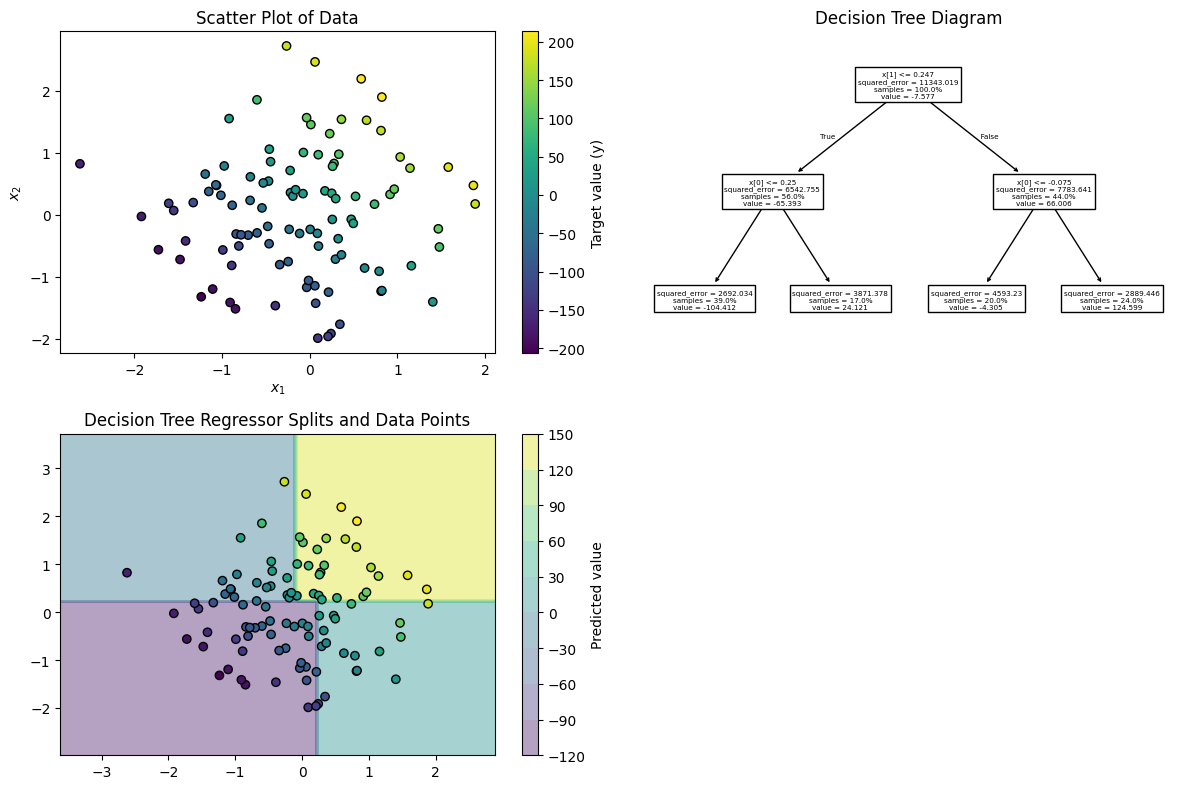 Scatter Plot of Data
2
1
0
−1
−2
x₂
−2
−1
0
1
2
x₁
200
150
100
50
0
−50
−100
−150
−200
Target value (y)
Decision Tree Diagram
x[1] <= 0.247
squared_error = 11343.019
samples = 100.0%
value = -7.577
True
False
x[0] <= 0.25
squared_error = 6542.755
samples = 56.0%
value = -65.393
x[0] <= -0.075
squared_error = 7783.641
samples = 44.0%
value = 66.006
squared_error = 2692.034
samples = 39.0%
value = -104.412
squared_error = 3871.378
samples = 17.0%
value = 24.121
squared_error = 4593.23
samples = 20.0%
value = -4.305
squared_error = 2889.446
samples = 24.0%
value = 124.599
Decision Tree Regressor Splits and Data Points
3
2
1
0
−1
−2
−3
−2
−1
0
1
2
150
120
90
60
30
0
−30
−60
−90
−120
Predicted value